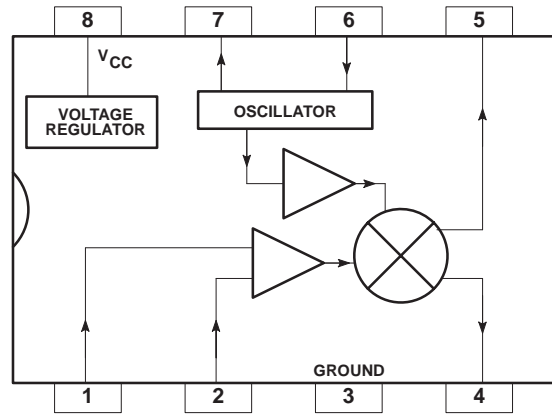 8 7 6 5
VCC
VOLTAGE
REGULATOR
OSCILLATOR
GROUND
1 2 3 4